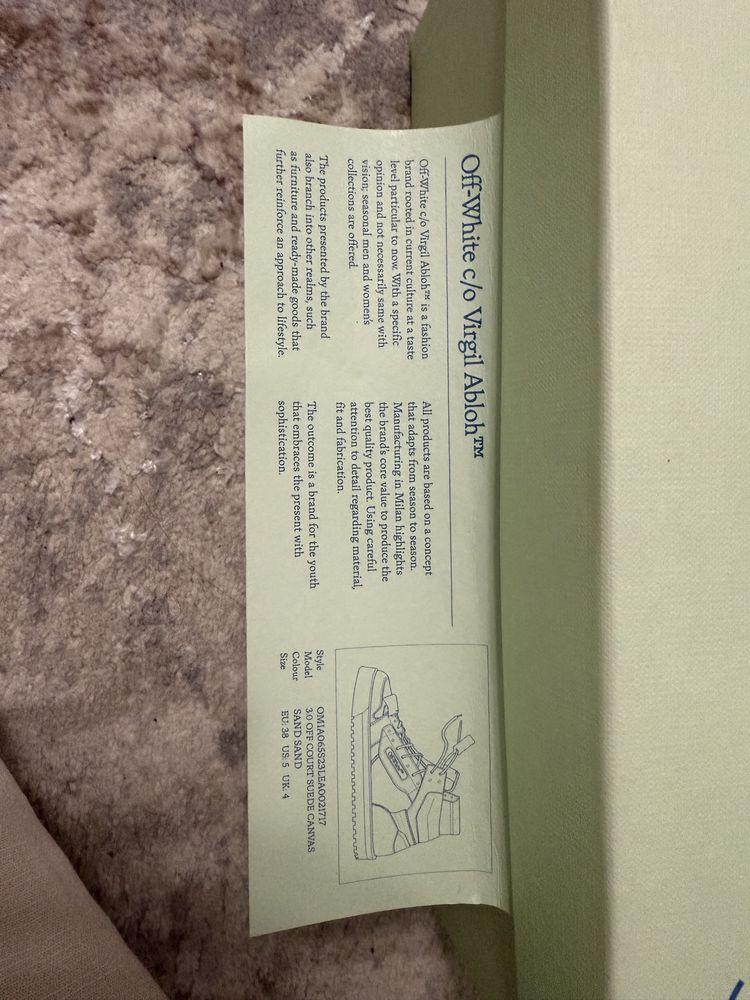 Off-White c/o Virgil Abloh™
Off-White c/o Virgil Abloh™ is a fashion
brand rooted in current culture at a taste
level particular to now. With a specific
opinion and not necessarily same with
vision; seasonal men and women's
collections are offered.
The products presented by the brand
also branch into other realms, such
as furniture and ready-made goods that
further reinforce an approach to lifestyle.
All products are based on a concept
that adapts from season to season.
Manufacturing in Milan highlights
the brand's core value to produce the
best quality product. Using careful
attention to detail regarding material,
fit and fabrication.
The outcome is a brand for the youth
that embraces the present with
sophistication.
Style OMIA065S23LEA0021717
Model 3.0 OFF COURT SUEDE CANVAS
Colour SAND SAND
Size EU: 38 US: 5 UK: 4